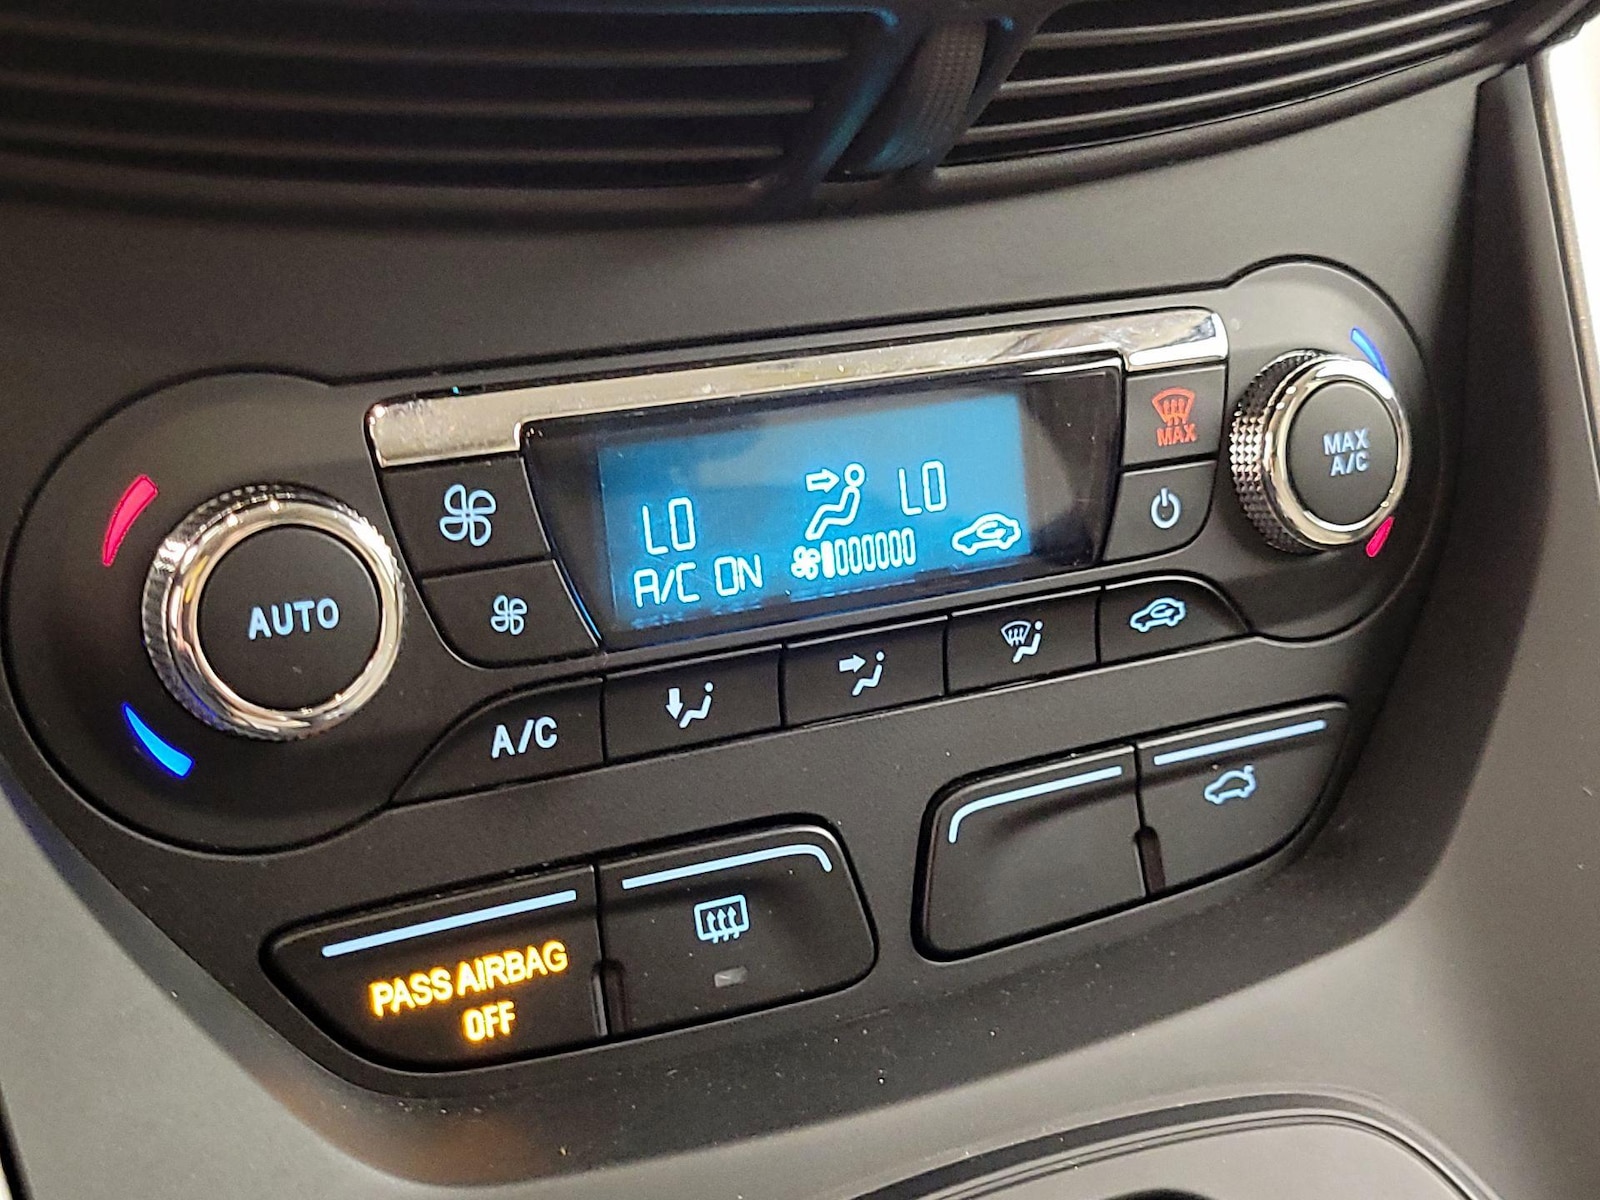 MAX
LO LO
A/C ON
MAX
A/C
AUTO
A/C
PASS AIRBAG
OFF